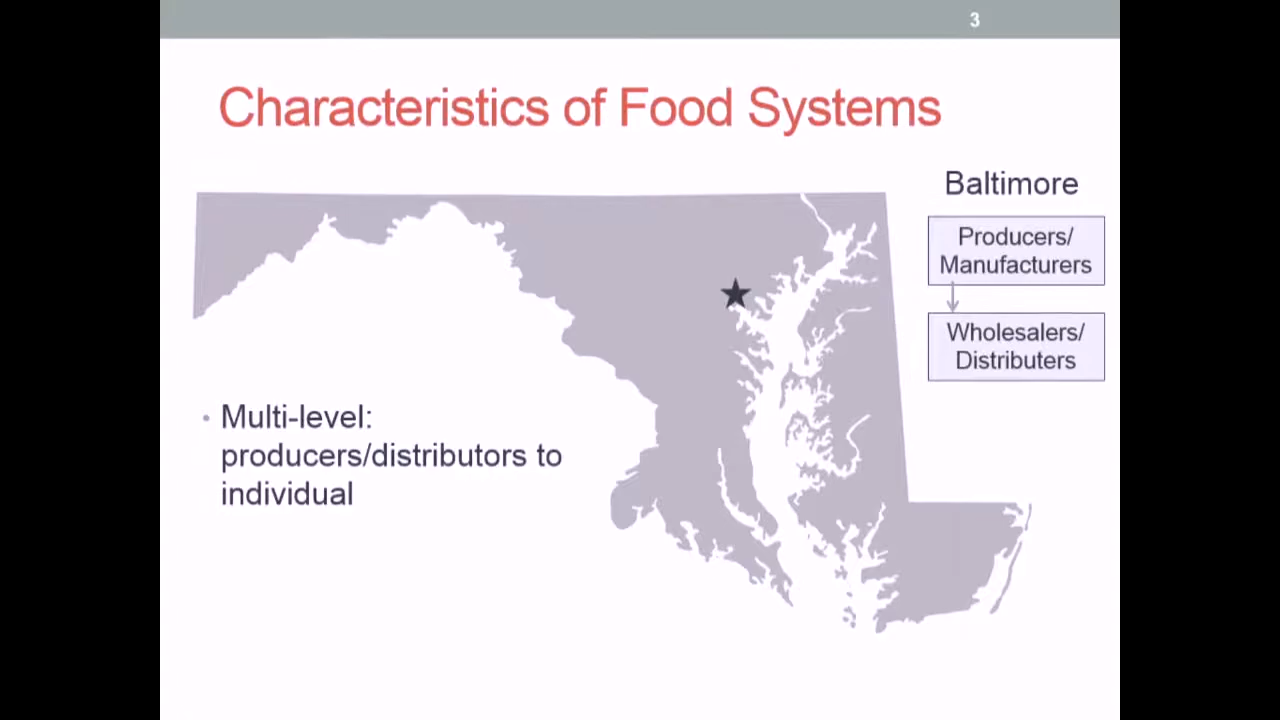 3
Characteristics of Food Systems
Baltimore
Producers/
Manufacturers
Wholesalers/
Distributers
• Multi-level:
producers/distributors to
individual